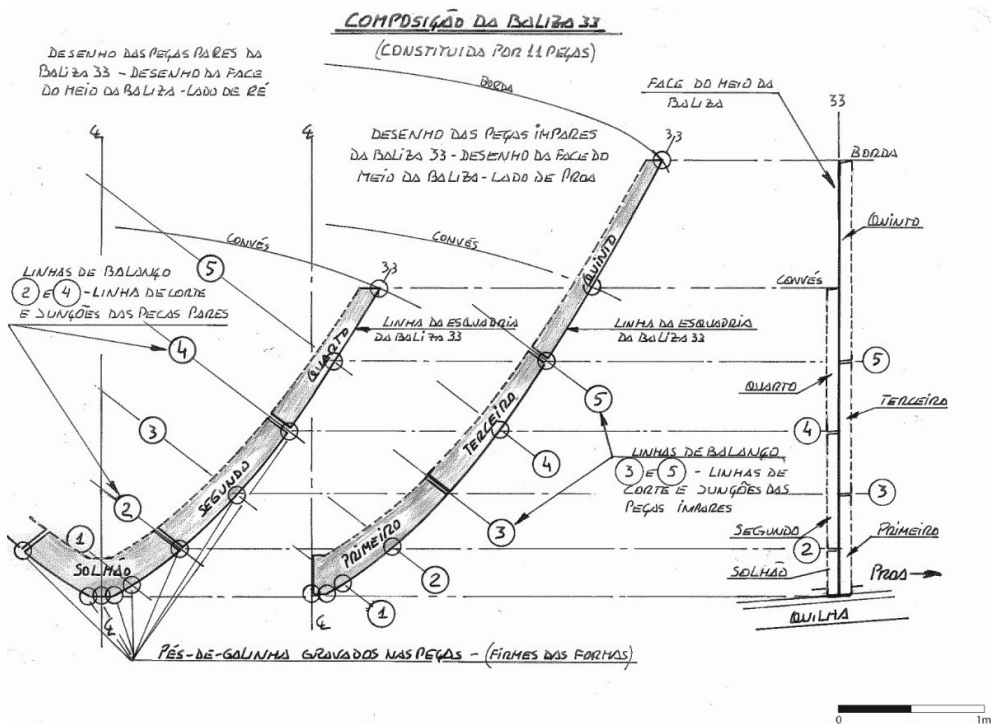 COMPOSIÇÃO DA BALIZA 33
(CONSTITUIDA POR 11 PEÇAS)
DESENHO DAS PEÇAS PARES DA
BALIZA 33 - DESENHO DA FACE
DO MEIO DA BALIZA - LADO DE RÉ
BORDA
FACE DO MEIO DA
BALIZA
33
DESENHO DAS PEÇAS ÍMPARES
DA BALIZA 33 - DESENHO DA FACE DO
MEIO DA BALIZA - LADO DE PROA
33
BORDA
QUINTO
CONVÉS
CONVÉS
5
33
QUINTO
CONVÉS
LINHAS DE BALANÇO
2 E 4 - LINHA DE CORTE
E JUNÇÕES DAS PEÇAS PARES
LINHA DA ESQUADRIA
DA BALIZA 33
LINHA DA ESQUADRIA
DA BALIZA 33
4
QUARTO
5
5
QUARTO
TERCEIRO
3
TERCEIRO
4
4
LINHAS DE BALANÇO
3 E 5 - LINHAS DE
CORTE E JUNÇÕES DAS
PEÇAS ÍMPARES
SEGUNDO
3
3
2
1
PRIMEIRO
2
SEGUNDO
2
PRIMEIRO
SOLHÃO
1
SOLHÃO
PROA
QUILHA
PÉS-DE-GALINHA GRAVADOS NAS PEÇAS - (FIRMES DAS FORMAS)
0 1m